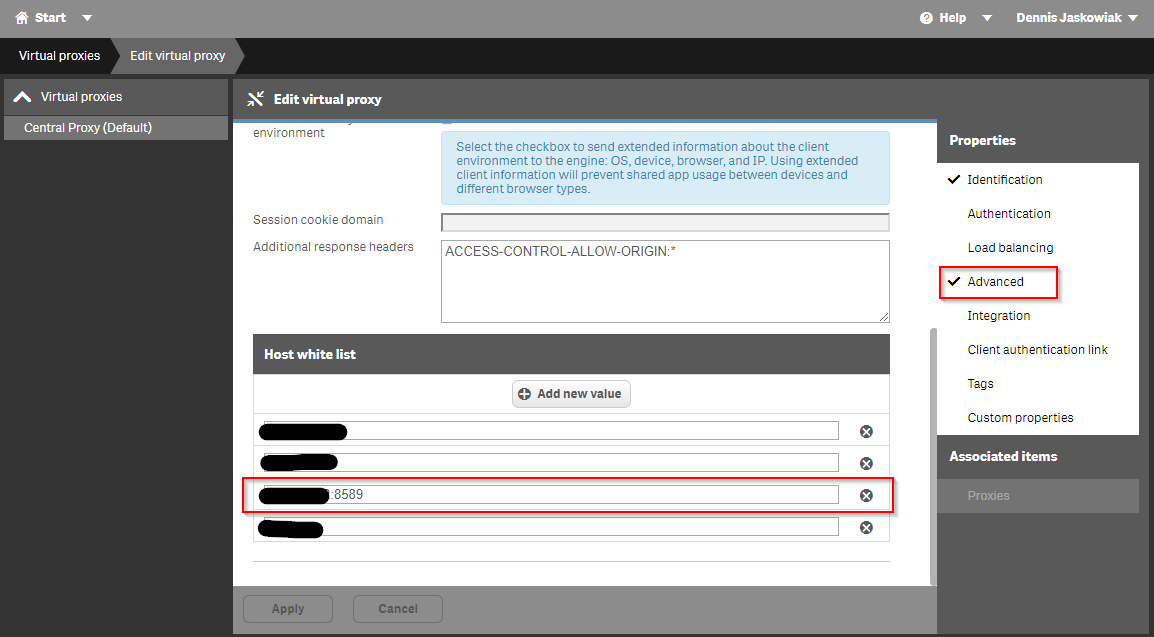 Start
Help
Dennis Jaskowiak
Virtual proxies
Edit virtual proxy
Virtual proxies
Central Proxy (Default)
Edit virtual proxy
environment
Select the checkbox to send extended information about the client
environment to the engine: OS, device, browser, and IP. Using extended
client information will prevent shared app usage between devices and
different browser types.
Session cookie domain
Additional response headers
ACCESS-CONTROL-ALLOW-ORIGIN:*
Host white list
Add new value
:8589
Apply
Cancel
Properties
Identification
Authentication
Load balancing
Advanced
Integration
Client authentication link
Tags
Custom properties
Associated items
Proxies